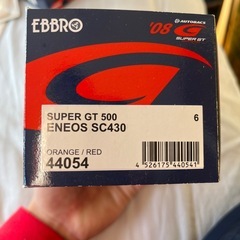 EBBRO
'08
AUTOBACS
SUPER GT
SUPER GT 500
6
ENEOS SC430
ORANGE / RED
44054
4 526175 440541